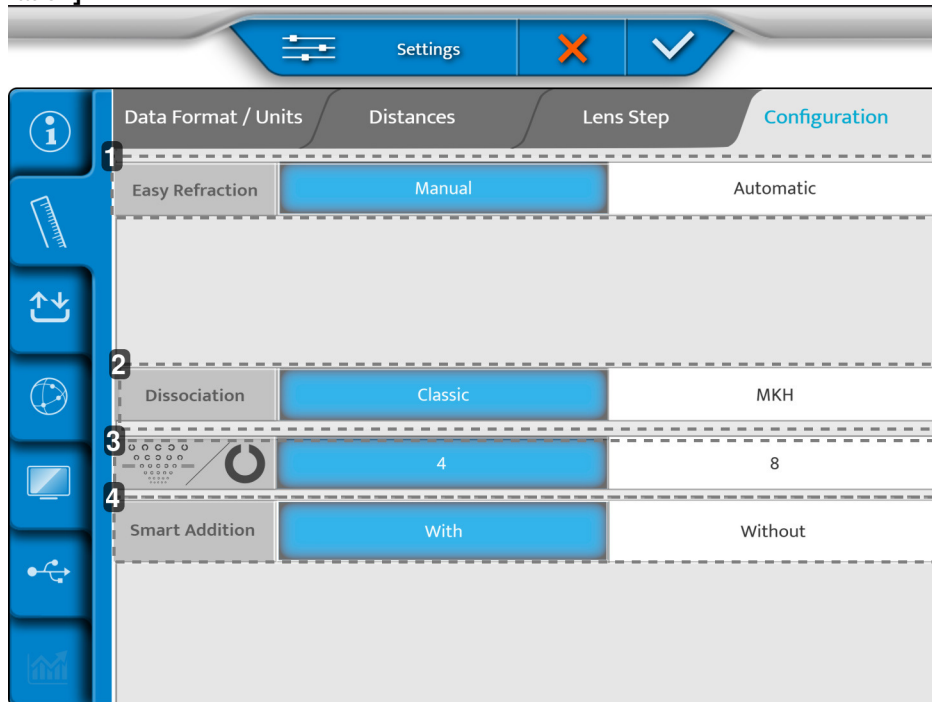 Settings
Data Format / Units Distances Lens Step Configuration
1
Easy Refraction Manual Automatic
2
Dissociation Classic MKH
3
4 8
4
Smart Addition With Without